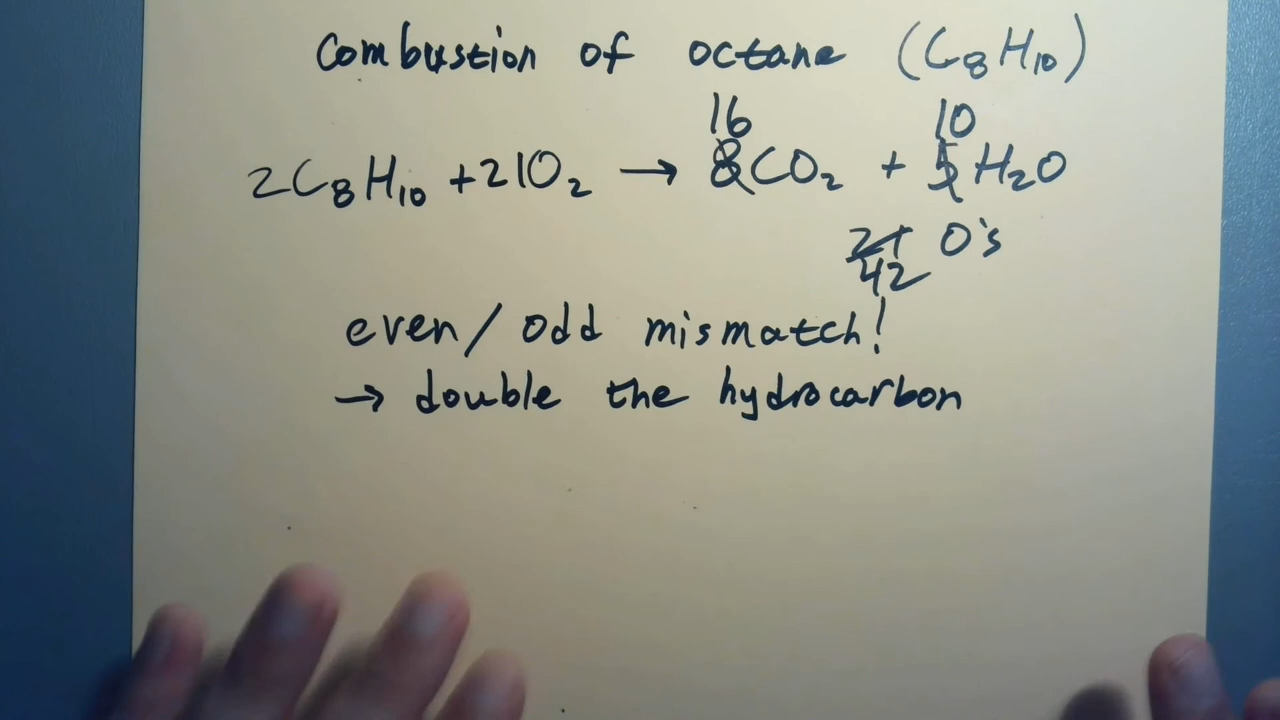 combustion of octane (C8H10)
16 10
2C8H10 + 21O2 → 8CO2 + 5H2O
21 O's
42
even/odd mismatch!
→ double the hydrocarbon